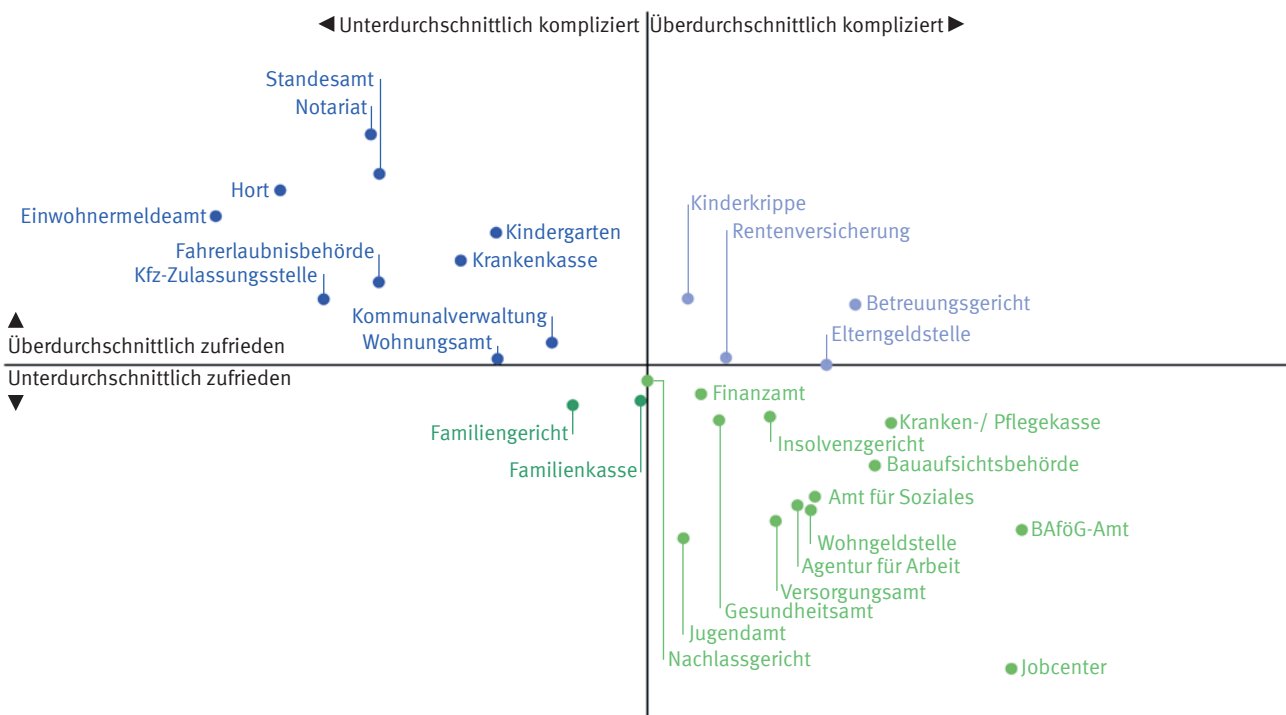 ◀ Unterdurchschnittlich kompliziert
Überdurchschnittlich kompliziert ▶
Standesamt
Notariat
Hort
Einwohnermeldeamt
Kindergarten
Fahrerlaubnisbehörde
Krankenkasse
Kfz-Zulassungsstelle
Kommunalverwaltung
Wohnungsamt
Kinderkrippe
Rentenversicherung
Betreuungsgericht
Elterngeldstelle
▲
Überdurchschnittlich zufrieden
Unterdurchschnittlich zufrieden
▼
Familiengericht
Familienkasse
Finanzamt
Kranken-/ Pflegekasse
Insolvenzgericht
Bauaufsichtsbehörde
Amt für Soziales
BAföG-Amt
Wohngeldstelle
Agentur für Arbeit
Versorgungsamt
Gesundheitsamt
Jugendamt
Nachlassgericht
Jobcenter